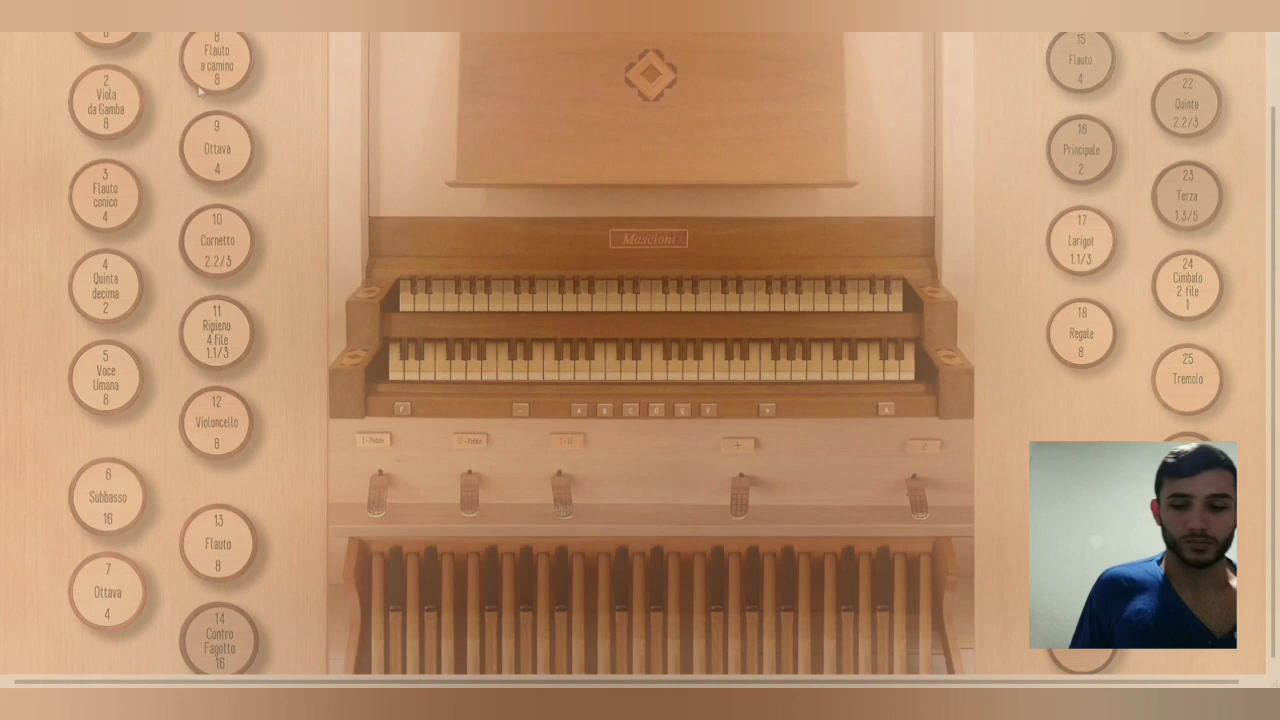 2
Viola
da Gamba
8
3
Flauto
conico
4
4
Quinta
decima
2
5
Voce
Umana
8
6
Subbasso
16
7
Ottava
4
8
Flauto
a camino
8
9
Ottava
4
10
Cornetto
2.2/3
11
Ripieno
4 file
1.1/3
12
Violoncello
8
13
Flauto
8
14
Contro
Fagotto
16
Mascioni
F - A B C D E F + A
I - Pedale II - Pedale I - II + Z
15
Flauto
4
16
Principale
2
17
Larigot
1.1/3
18
Regale
8
22
Quinta
2.2/3
23
Terza
1.3/5
24
Cimbalo
2 file
1
25
Tremolo